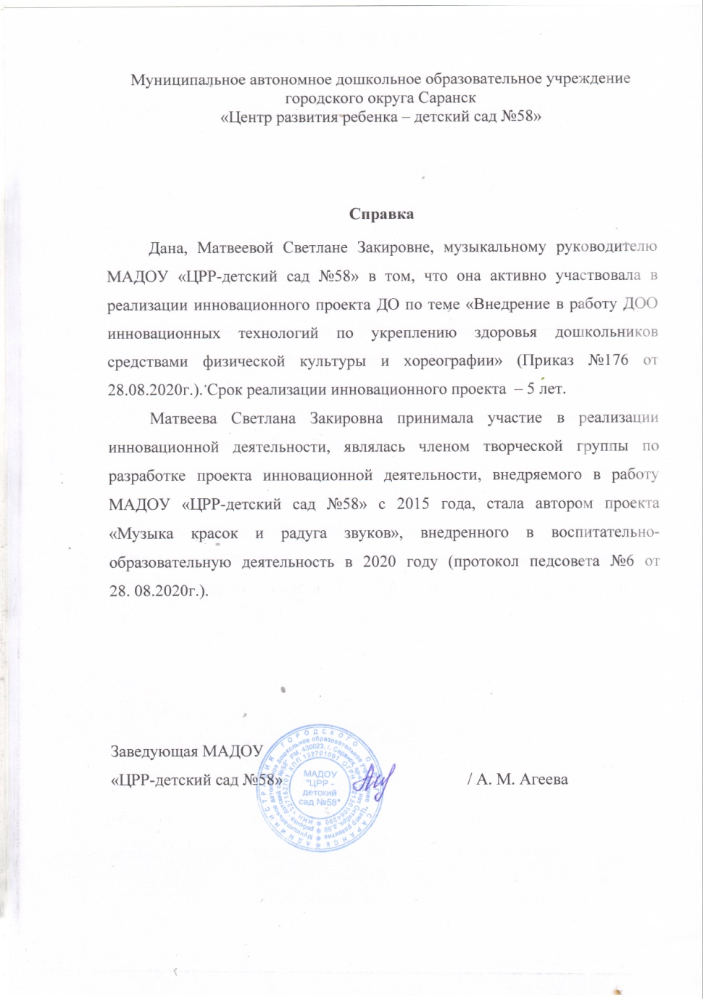 Муниципальное автономное дошкольное образовательное учреждение
городского округа Саранск
«Центр развития ребенка – детский сад №58»
Справка
Дана, Матвеевой Светлане Закировне, музыкальному руководителю
МАДОУ «ЦРР-детский сад №58» в том, что она активно участвовала в
реализации инновационного проекта ДО по теме «Внедрение в работу ДОО
инновационных технологий по укреплению здоровья дошкольников
средствами физической культуры и хореографии» (Приказ №176 от
28.08.2020г.). Срок реализации инновационного проекта – 5 лет.
Матвеева Светлана Закировна принимала участие в реализации
инновационной деятельности, являлась членом творческой группы по
разработке проекта инновационной деятельности, внедряемого в работу
МАДОУ «ЦРР-детский сад №58» с 2015 года, стала автором проекта
«Музыка красок и радуга звуков», внедренного в воспитательно-
образовательную деятельность в 2020 году (протокол педсовета №6 от
28. 08.2020г.).
Заведующая МАДОУ
«ЦРР-детский сад №58» / А. М. Агеева
МАДОУ
"ЦРР -
детский
сад №58"